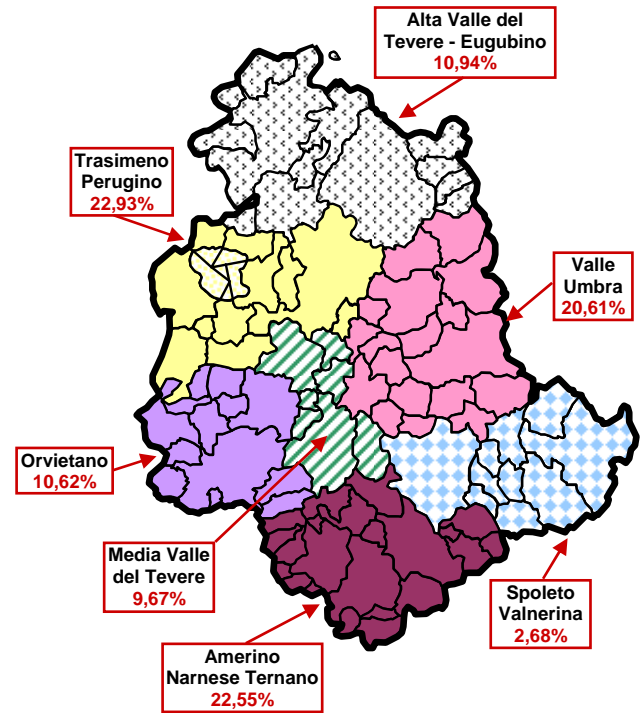 Alta Valle del
Tevere - Eugubino
10,94%
Trasimeno
Perugino
22,93%
Valle
Umbra
20,61%
Orvietano
10,62%
Media Valle
del Tevere
9,67%
Spoleto
Valnerina
2,68%
Amerino
Narnese Ternano
22,55%